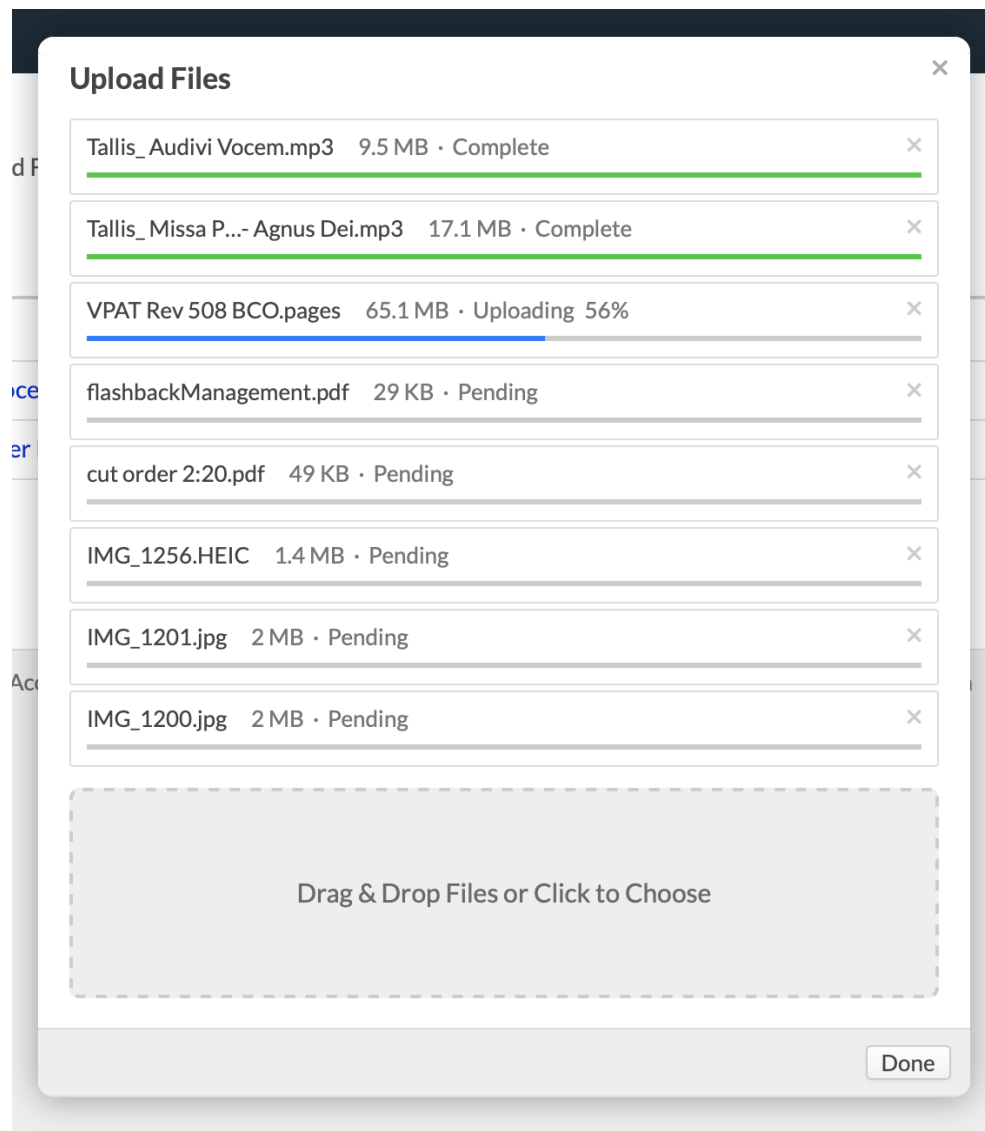 Upload Files ×
Tallis_ Audivi Vocem.mp3 9.5 MB · Complete ×
Tallis_ Missa P...- Agnus Dei.mp3 17.1 MB · Complete ×
VPAT Rev 508 BCO.pages 65.1 MB · Uploading 56% ×
flashbackManagement.pdf 29 KB · Pending ×
cut order 2:20.pdf 49 KB · Pending ×
IMG_1256.HEIC 1.4 MB · Pending ×
IMG_1201.jpg 2 MB · Pending ×
IMG_1200.jpg 2 MB · Pending ×
Drag & Drop Files or Click to Choose
Done